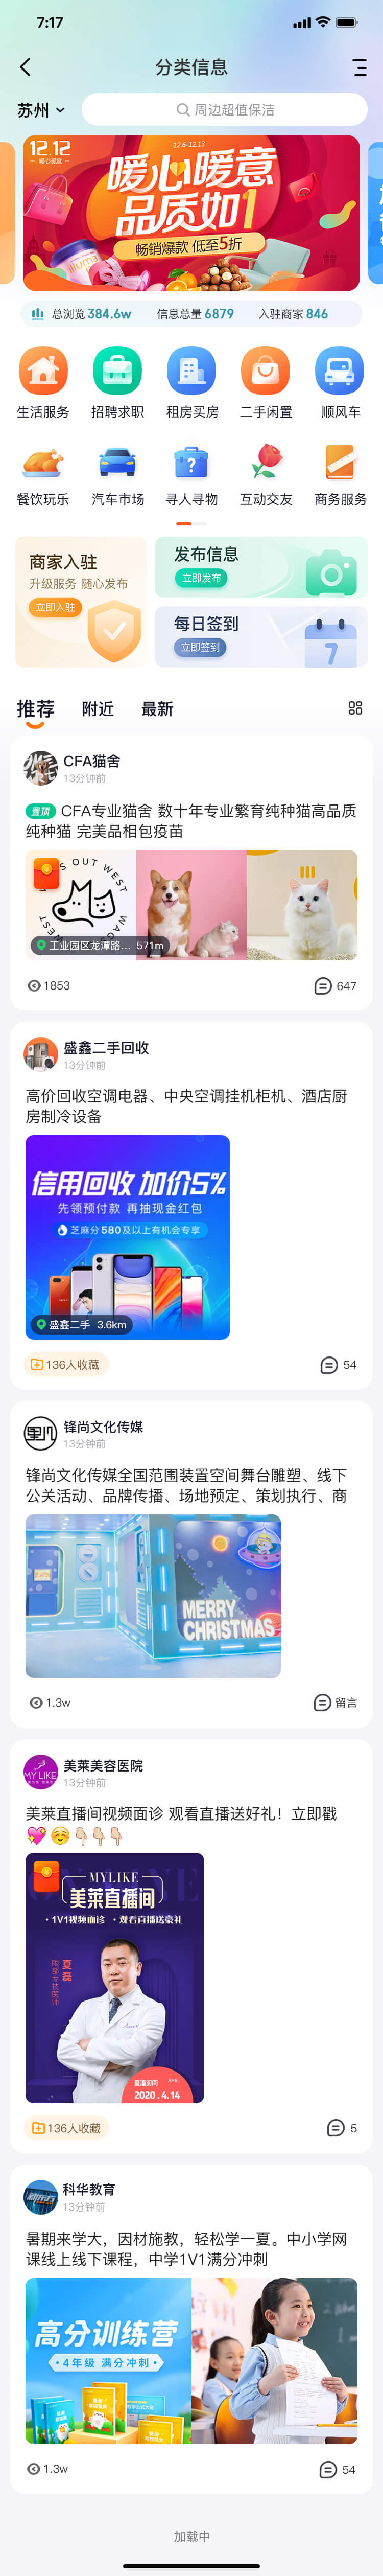 7:17
分类信息
苏州
周边超值保洁
12.12
暖心暖意
12.6-12.13
暖心暖意
品质如1
畅销爆款 低至5折
illuma
总浏览384.6w 信息总量6879 入驻商家846
生活服务 招聘求职 租房买房 二手闲置 顺风车
餐饮玩乐 汽车市场 寻人寻物 互动交友 商务服务
商家入驻
升级服务 随心发布
立即入驻
发布信息
立即发布
每日签到
立即签到
7
推荐 附近 最新
CFA猫舍
13分钟前
置顶 CFA专业猫舍 数十年专业繁育纯种猫高品质
纯种猫 完美品相包疫苗
OUT WEST
工业园区龙潭路... 571m
1853
647
盛鑫二手回收
13分钟前
高价回收空调电器、中央空调挂机柜机、酒店厨
房制冷设备
信用回收 加价5%
先领预付款 再抽现金红包
芝麻分580及以上有机会专享
盛鑫二手 3.6km
136人收藏
54
锋尚文化传媒
13分钟前
锋尚文化传媒全国范围装置空间舞台雕塑、线下
公关活动、品牌传播、场地预定、策划执行、商
MERRY
CHRISTMAS
1.3w
留言
MYLIKE
美莱美容医院
13分钟前
美莱直播间视频面诊 观看直播送好礼！立即戳
💖☺️👇🏻👇🏻👇🏻
MYLIKE
美莱直播间
·1V1视频面诊 ·观看直播送豪礼
夏磊
眼部专技医师
直播时间
2020.4.14
136人收藏
5
科华教育
13分钟前
暑期来学大，因材施教，轻松学一夏。中小学网
课线上线下课程，中学1V1满分冲刺
高分训练营
4年级 满分冲刺
1.3w
54
加载中